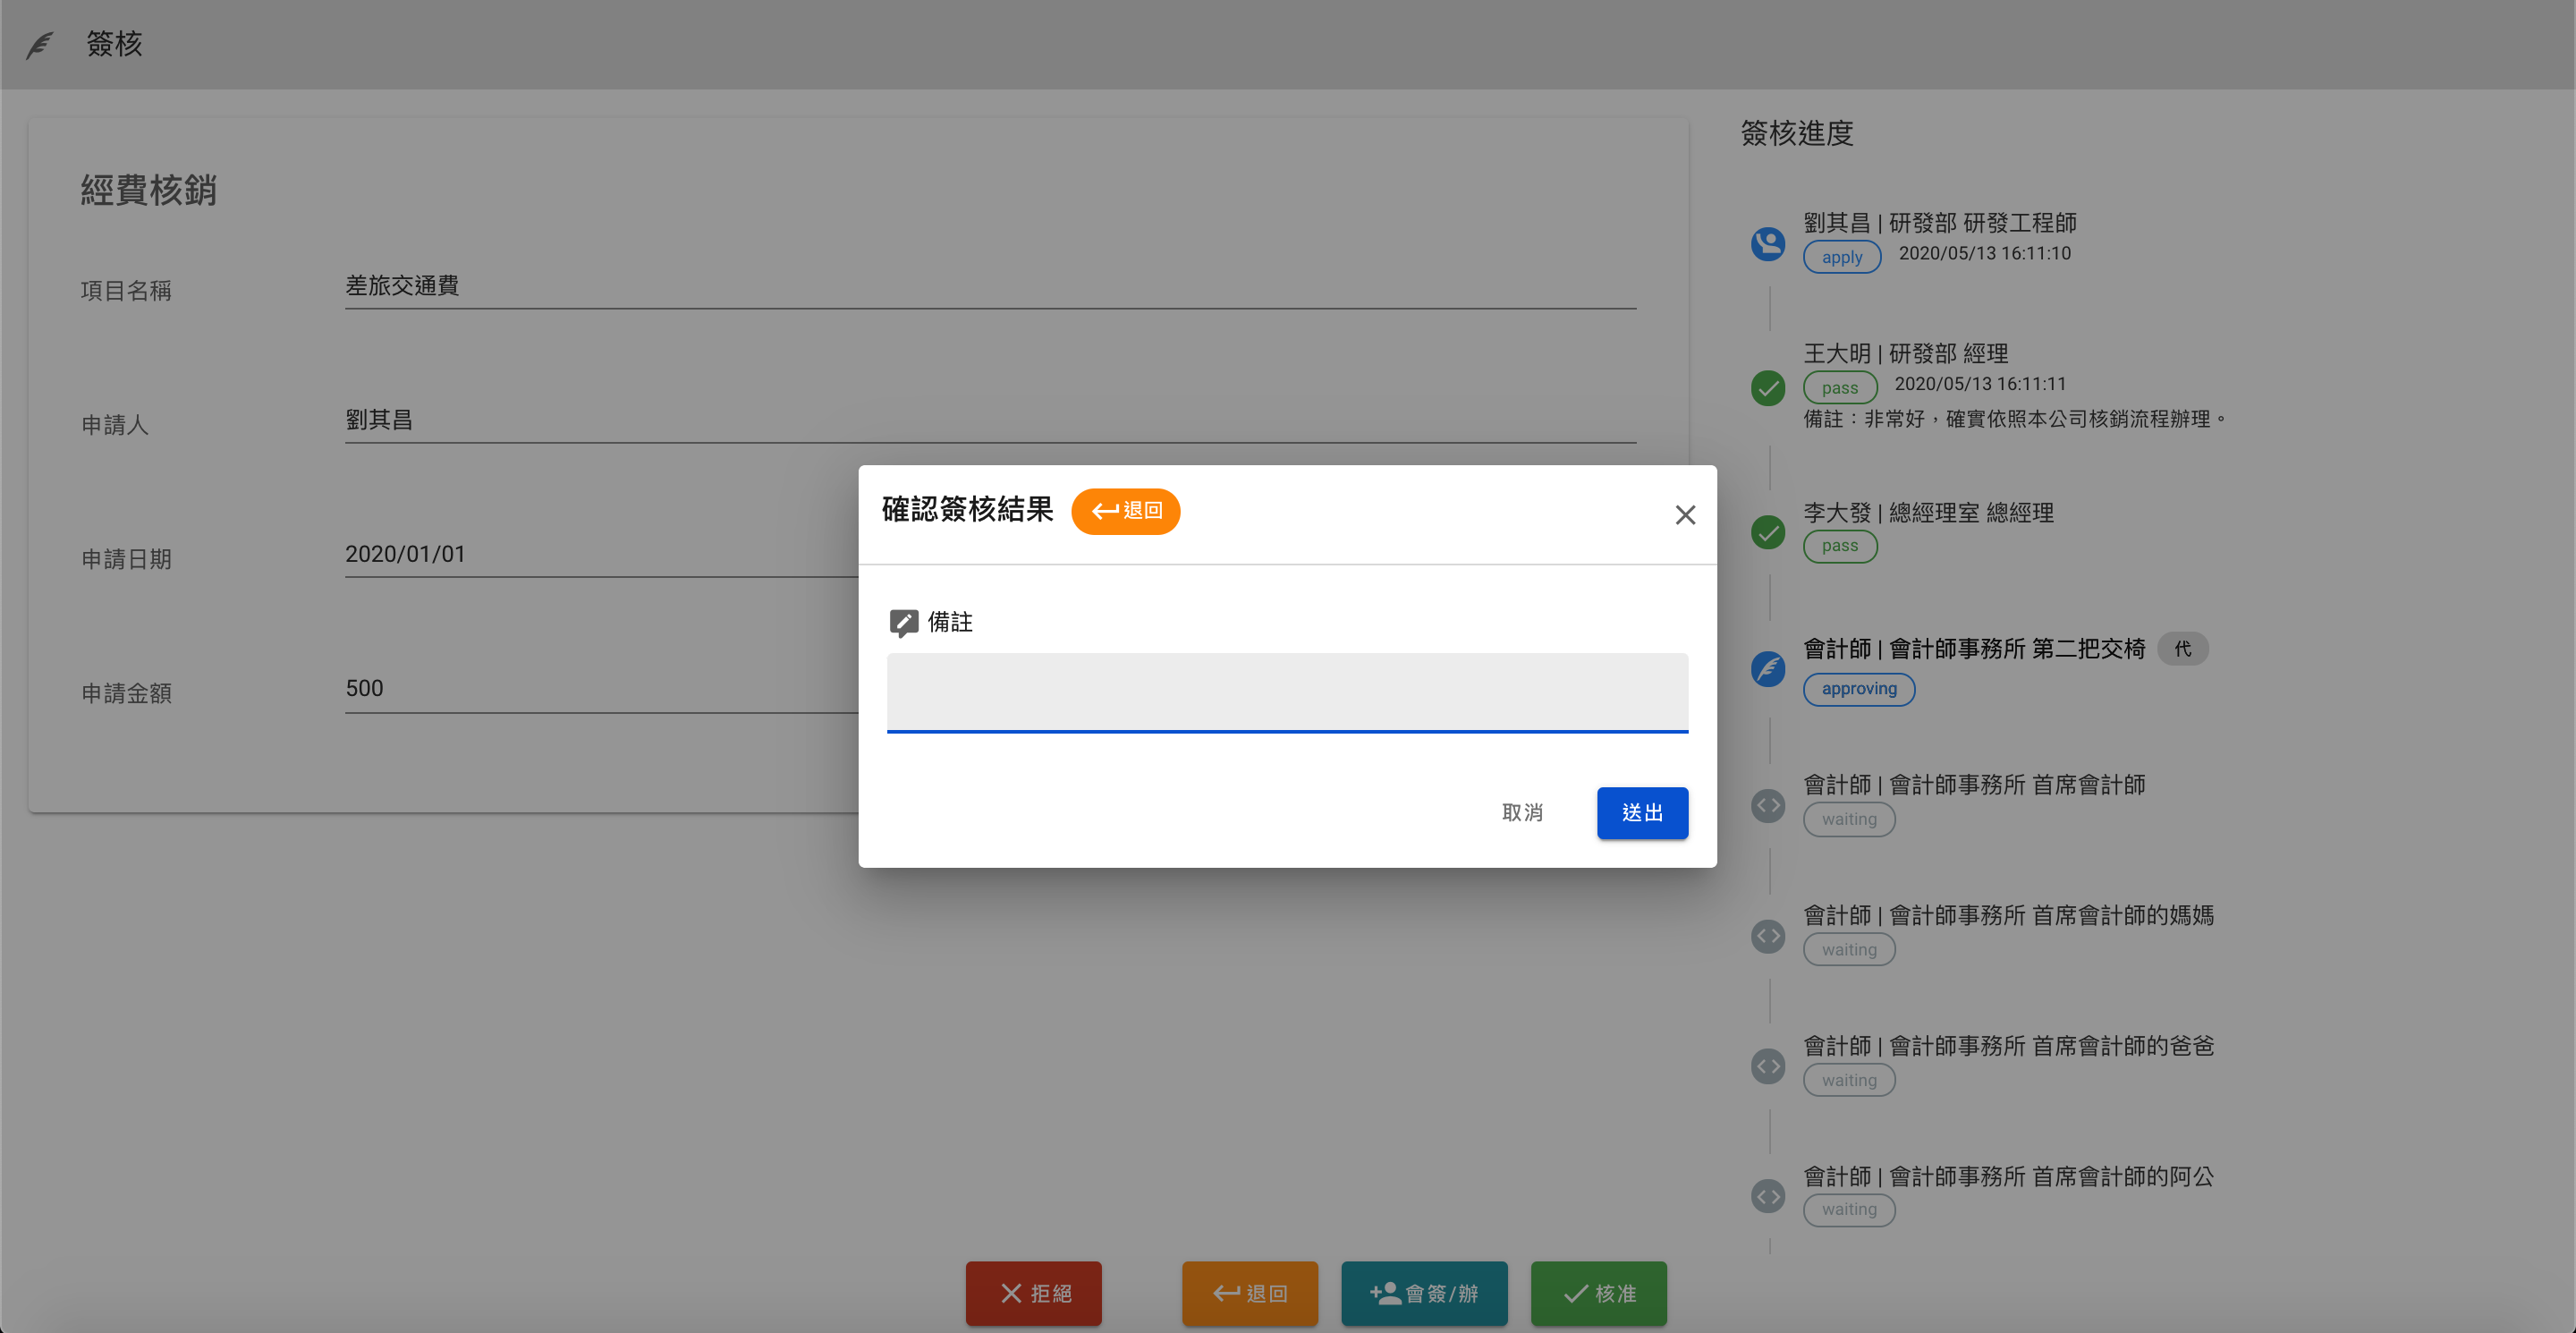 簽核
經費核銷
項目名稱
差旅交通費
申請人
劉其昌
申請日期
2020/01/01
申請金額
500
簽核進度
劉其昌 | 研發部 研發工程師
apply 2020/05/13 16:11:10
王大明 | 研發部 經理
pass 2020/05/13 16:11:11
備註：非常好，確實依照本公司核銷流程辦理。
李大發 | 總經理室 總經理
pass
會計師 | 會計師事務所 第二把交椅 代
approving
會計師 | 會計師事務所 首席會計師
waiting
會計師 | 會計師事務所 首席會計師的媽媽
waiting
會計師 | 會計師事務所 首席會計師的爸爸
waiting
會計師 | 會計師事務所 首席會計師的阿公
waiting
確認簽核結果 退回
備註
取消 送出
拒絕 退回 會簽/辦 核准